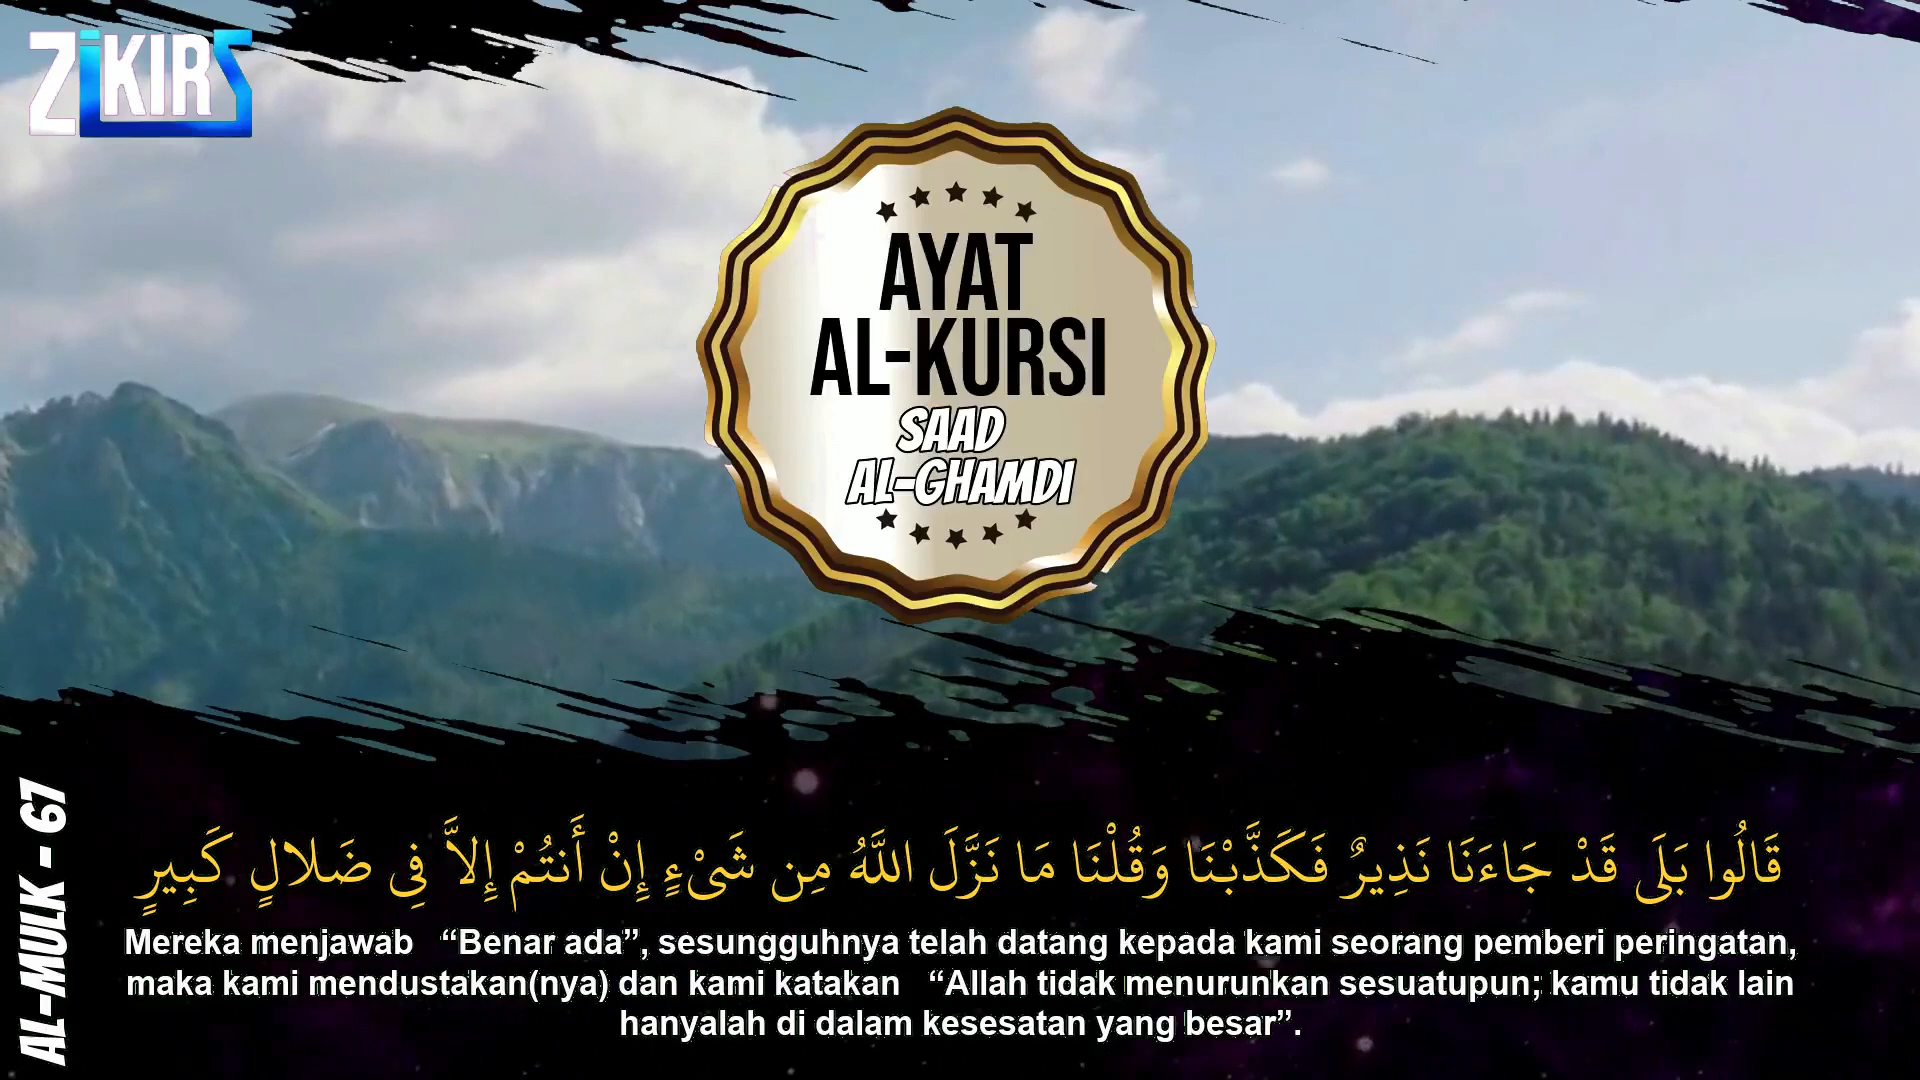 ZiKIRS
AYAT
AL-KURSI
SAAD
AL-GHAMDI
AL-MULK - 67
قَالُوا بَلَى قَدْ جَاءَنَا نَذِيرٌ فَكَذَّبْنَا وَقُلْنَا مَا نَزَّلَ اللَّهُ مِن شَىْءٍ إِنْ أَنتُمْ إِلاَّ فِى ضَلالٍ كَبِيرٍ
Mereka menjawab “Benar ada”, sesungguhnya telah datang kepada kami seorang pemberi peringatan,
maka kami mendustakan(nya) dan kami katakan “Allah tidak menurunkan sesuatupun; kamu tidak lain
hanyalah di dalam kesesatan yang besar”.